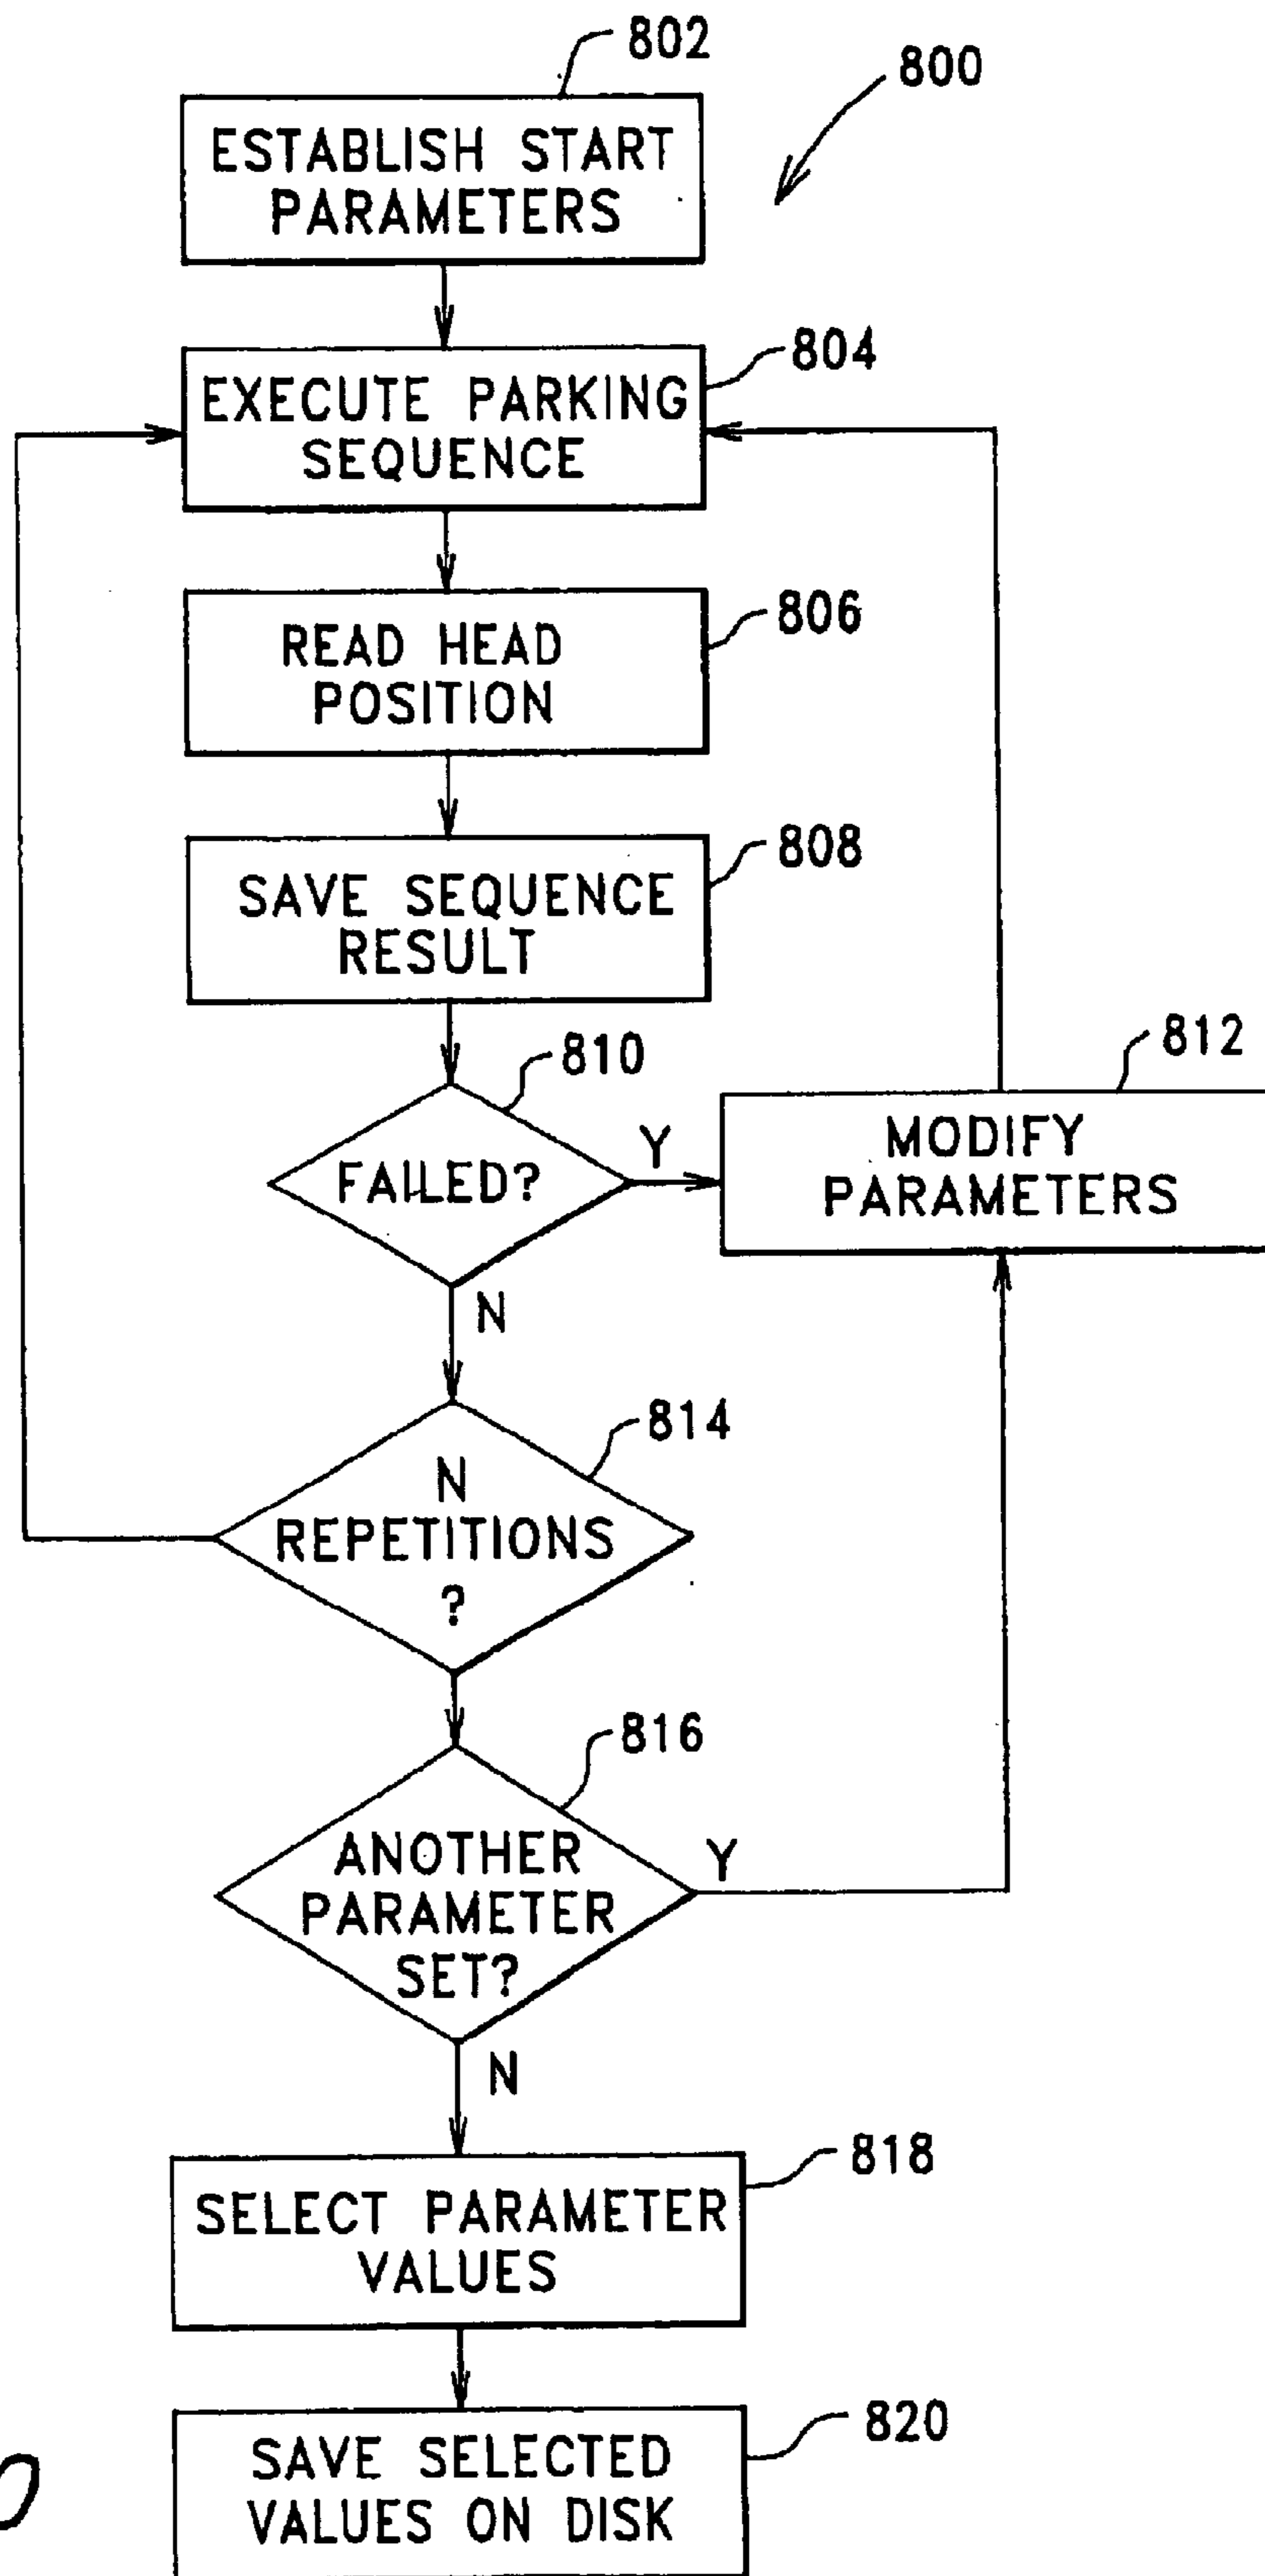 802
800
ESTABLISH START
PARAMETERS
804
EXECUTE PARKING
SEQUENCE
806
READ HEAD
POSITION
808
SAVE SEQUENCE
RESULT
810
FAILED?
Y
812
MODIFY
PARAMETERS
N
814
N
REPETITIONS
?
816
ANOTHER
PARAMETER
SET?
Y
N
818
SELECT PARAMETER
VALUES
820
SAVE SELECTED
VALUES ON DISK